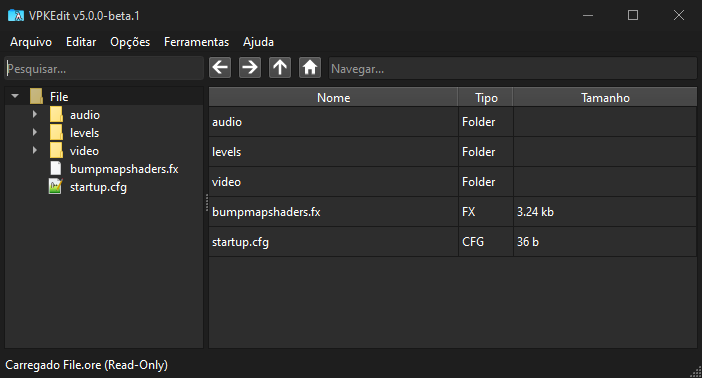 VPKEdit v5.0.0-beta.1
Arquivo Editar Opções Ferramentas Ajuda
Pesquisar...
Navegar...
File
audio
levels
video
bumpmapshaders.fx
startup.cfg
Nome Tipo Tamanho
audio Folder
levels Folder
video Folder
bumpmapshaders.fx FX 3.24 kb
startup.cfg CFG 36 b
Carregado File.ore (Read-Only)